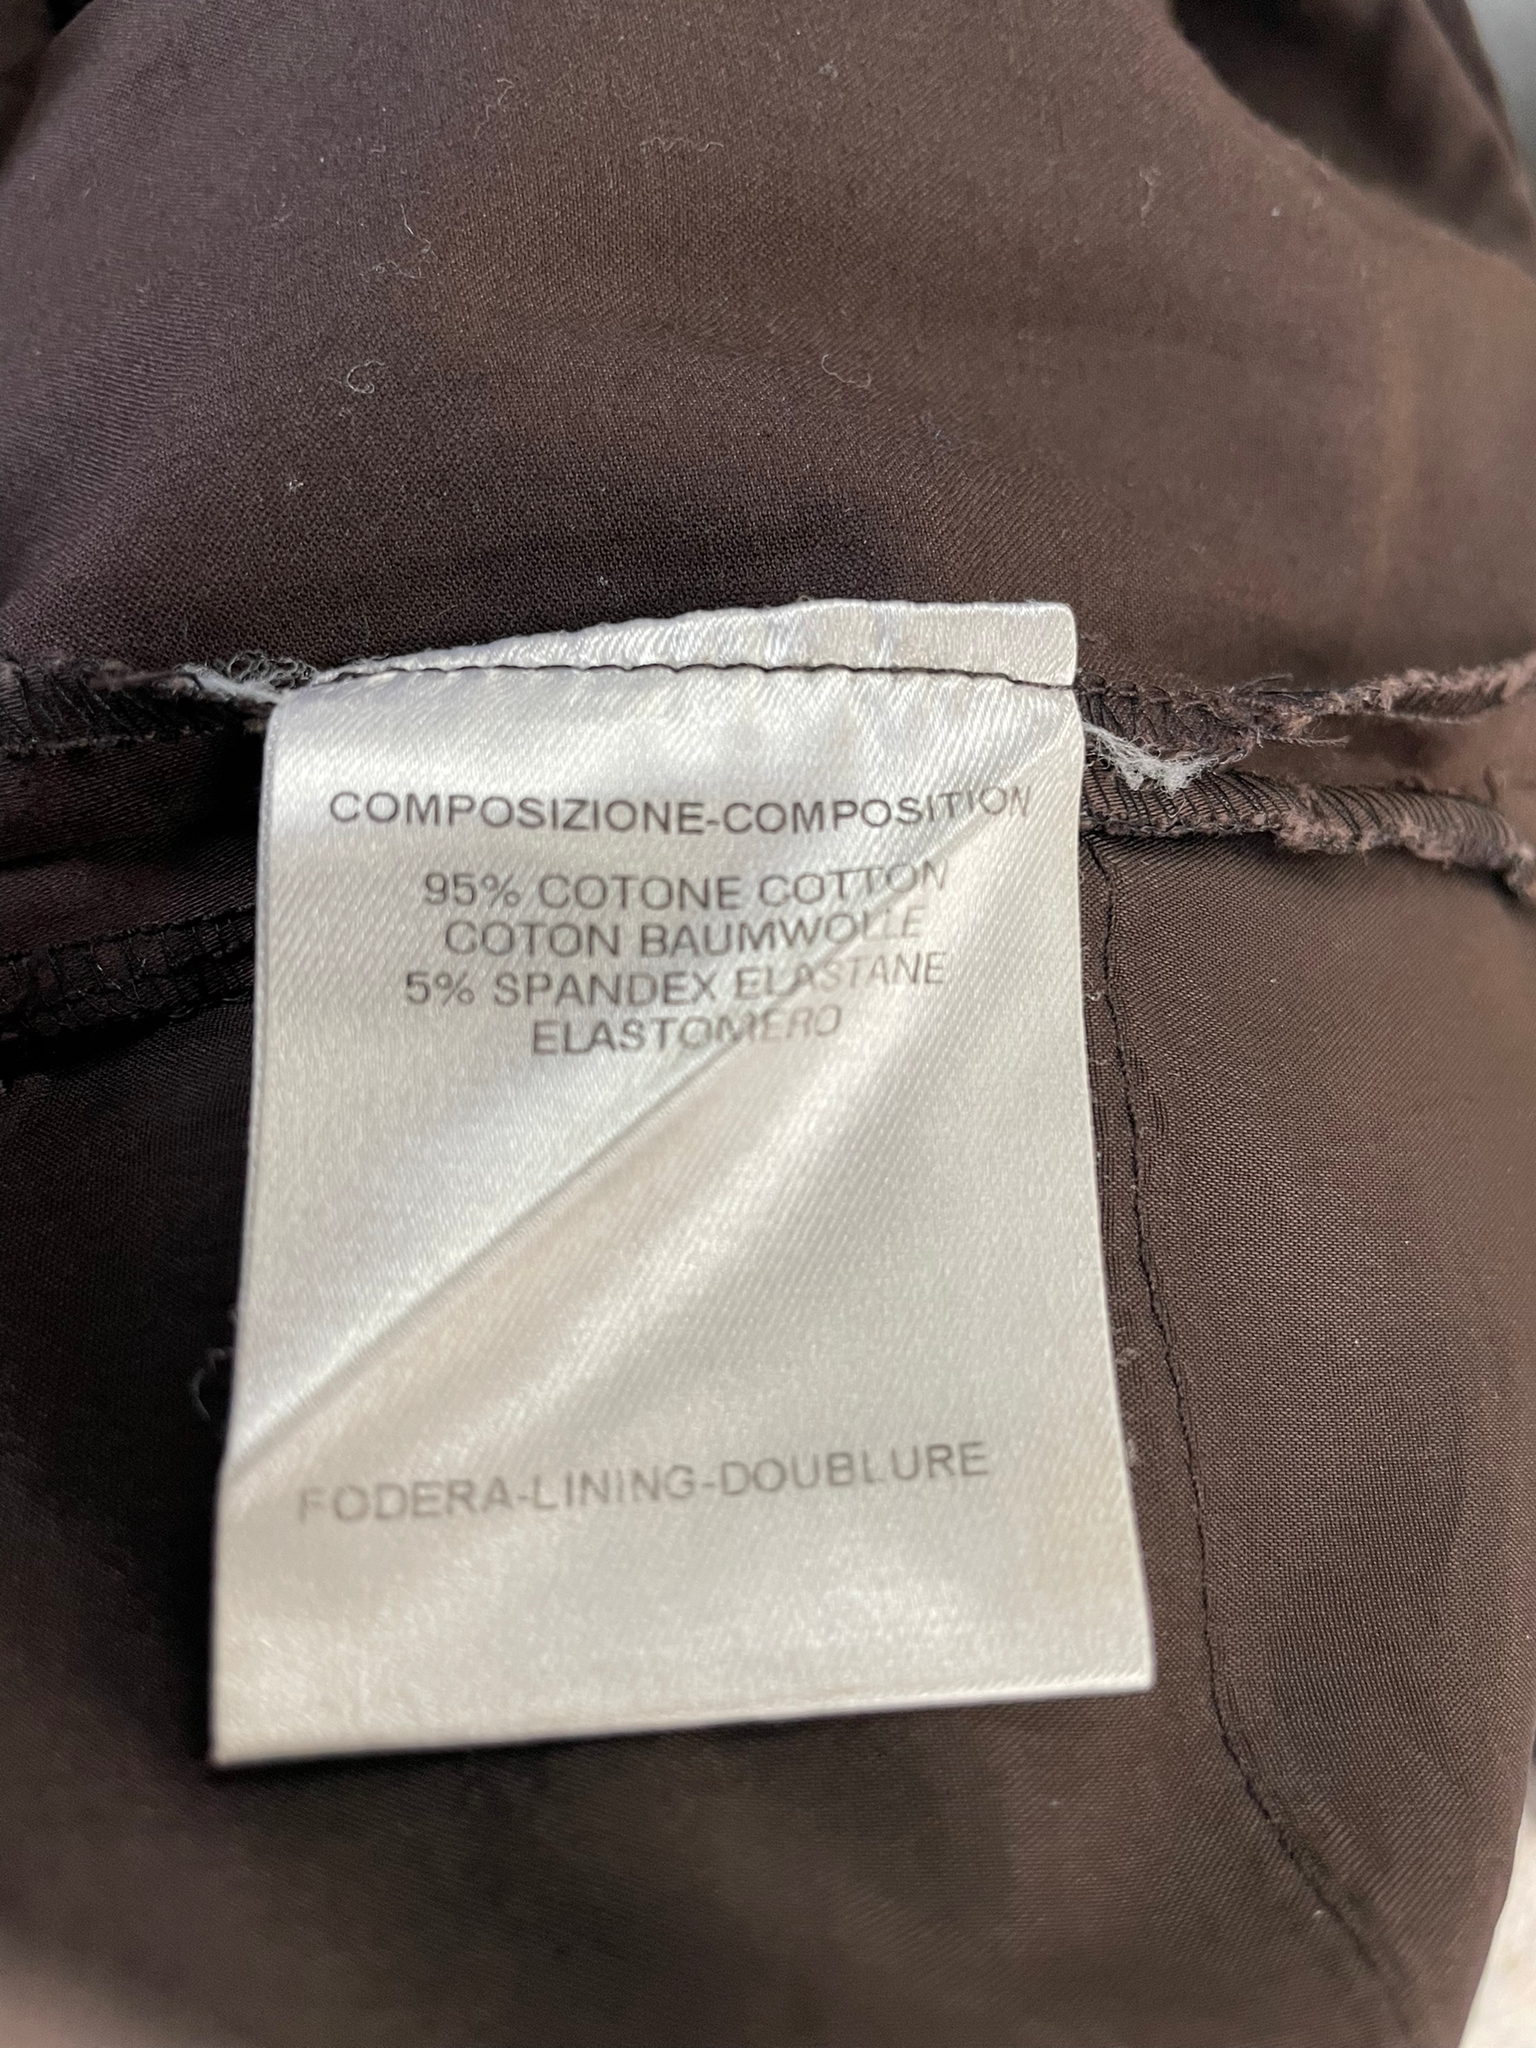 COMPOSIZIONE-COMPOSITION
95% COTONE COTTON
COTON BAUMWOLLE
5% SPANDEX ELASTANE
ELASTOMERO
FODERA-LINING-DOUBLURE